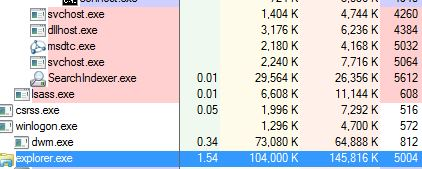 svchost.exe 1,404 K 4,744 K 4260
dllhost.exe 3,176 K 6,236 K 4384
msdtc.exe 2,180 K 4,168 K 5032
svchost.exe 2,240 K 7,716 K 5064
SearchIndexer.exe 0.01 29,564 K 26,356 K 5612
lsass.exe 0.01 6,608 K 11,144 K 608
csrss.exe 0.05 1,996 K 7,292 K 516
winlogon.exe 1,296 K 4,700 K 572
dwm.exe 0.34 73,080 K 64,888 K 812
explorer.exe 1.54 104,000 K 145,816 K 5004